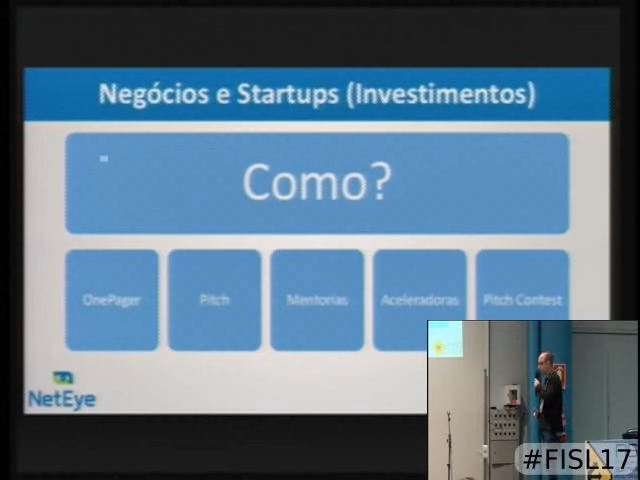 Negócios e Startups (Investimentos)
Como?
OnePager
Pitch
Mentorias
Aceleradoras
Pitch Contest
NetEye
#FISL17